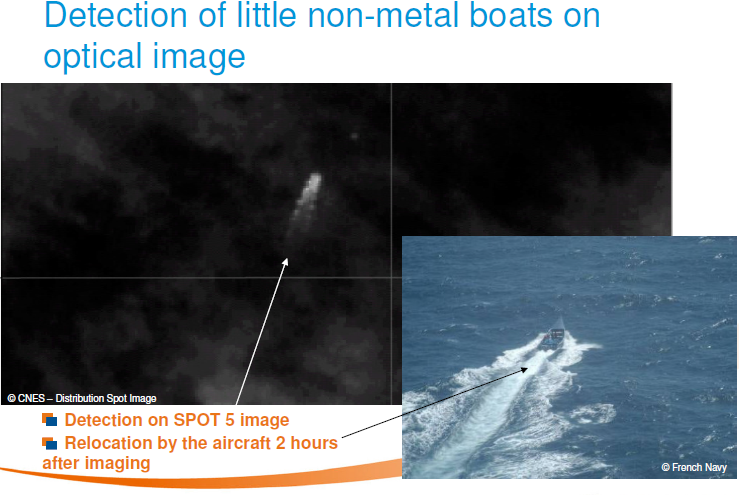 Detection of little non-metal boats on
optical image
© CNES – Distribution Spot Image
Detection on SPOT 5 image
Relocation by the aircraft 2 hours
after imaging
© French Navy